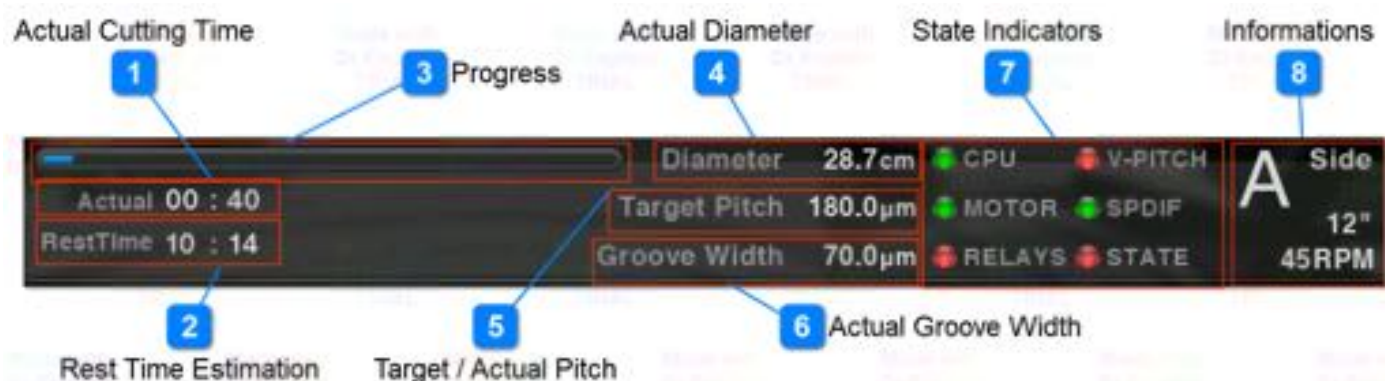 Actual Cutting Time
Actual Diameter
State Indicators
Informations
1
3 Progress
4
7
8
Diameter 28.7cm
CPU V-PITCH
A Side
Actual 00 : 40
Target Pitch 180.0µm
MOTOR SPDIF
12"
RestTime 10 : 14
Groove Width 70.0µm
RELAYS STATE
45RPM
2
5
6 Actual Groove Width
Rest Time Estimation
Target / Actual Pitch